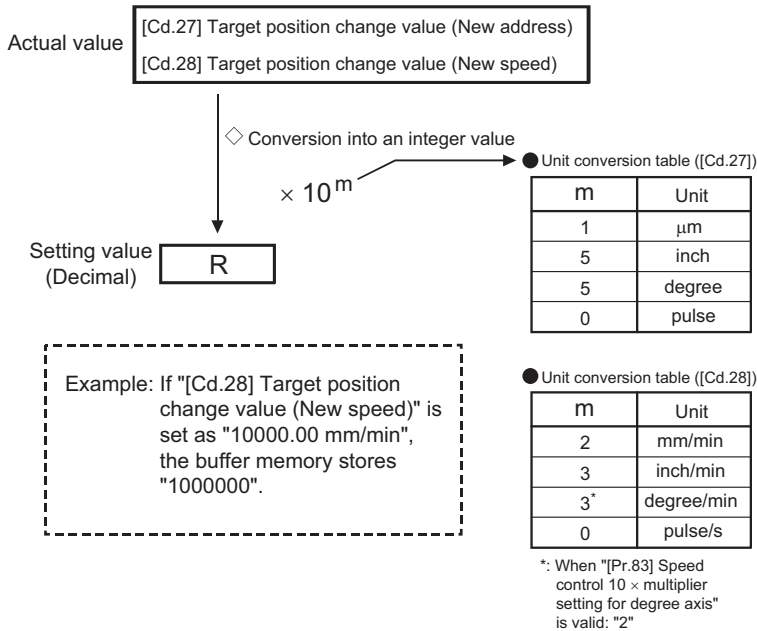 Actual value
[Cd.27] Target position change value (New address)
[Cd.28] Target position change value (New speed)
◇ Conversion into an integer value
× 10^m
Setting value
(Decimal)
R
● Unit conversion table ([Cd.27])
m Unit
1 μm
5 inch
5 degree
0 pulse
Example: If "[Cd.28] Target position
change value (New speed)" is
set as "10000.00 mm/min",
the buffer memory stores
"1000000".
● Unit conversion table ([Cd.28])
m Unit
2 mm/min
3 inch/min
3* degree/min
0 pulse/s
*: When "[Pr.83] Speed
control 10 × multiplier
setting for degree axis"
is valid: "2"